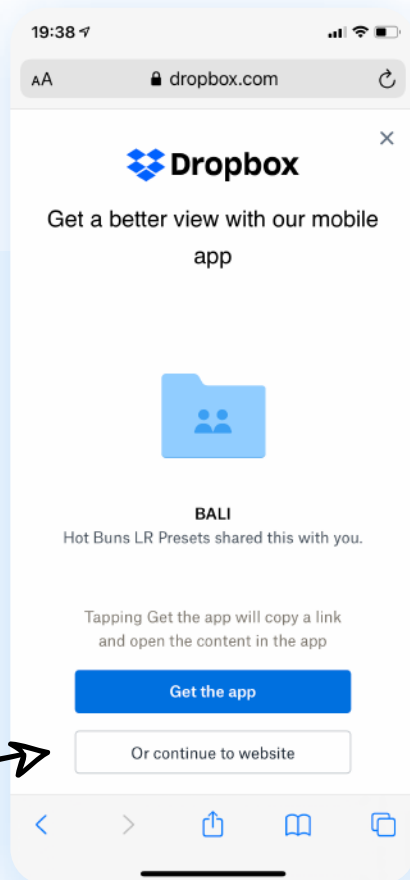 19:38
AA dropbox.com
Dropbox
Get a better view with our mobile
app
BALI
Hot Buns LR Presets shared this with you.
Tapping Get the app will copy a link
and open the content in the app
Get the app
Or continue to website